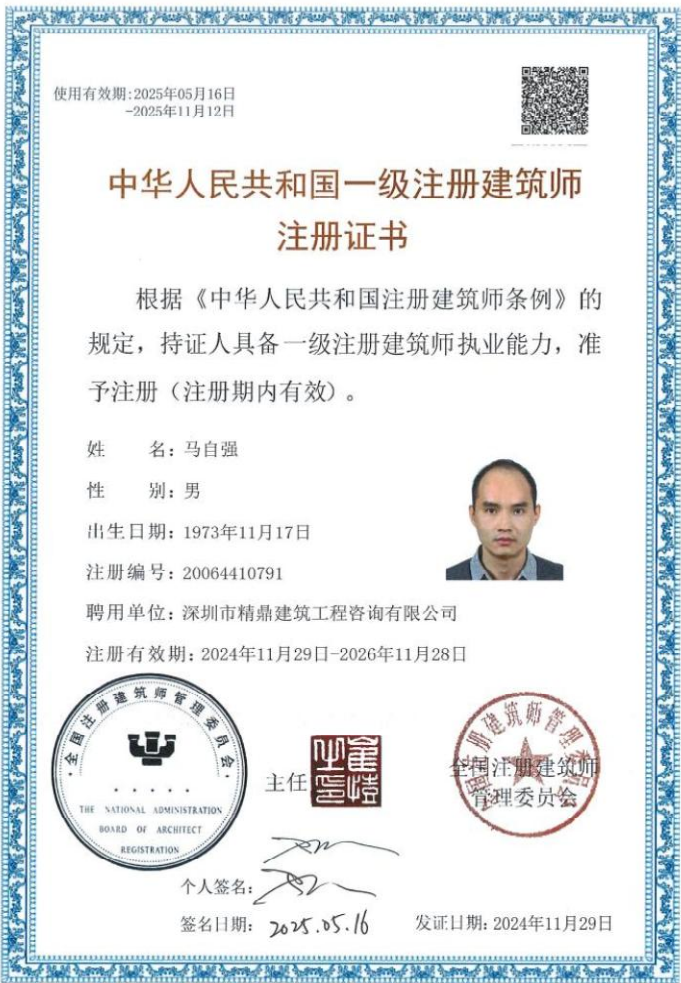 使用有效期:2025年05月16日
-2025年11月12日
中华人民共和国一级注册建筑师
注册证书
根据《中华人民共和国注册建筑师条例》的
规定，持证人具备一级注册建筑师执业能力，准
予注册（注册期内有效）。
姓 名：马自强
性 别：男
出生日期：1973年11月17日
注册编号：20064410791
聘用单位：深圳市精鼎建筑工程咨询有限公司
注册有效期：2024年11月29日-2026年11月28日
·全国注册建筑师管理委员会·
THE NATIONAL ADMINISTRATION
BOARD OF ARCHITECT
REGISTRATION
主任
全国注册建筑师
管理委员会
个人签名：
签名日期：2025.05.16
发证日期：2024年11月29日